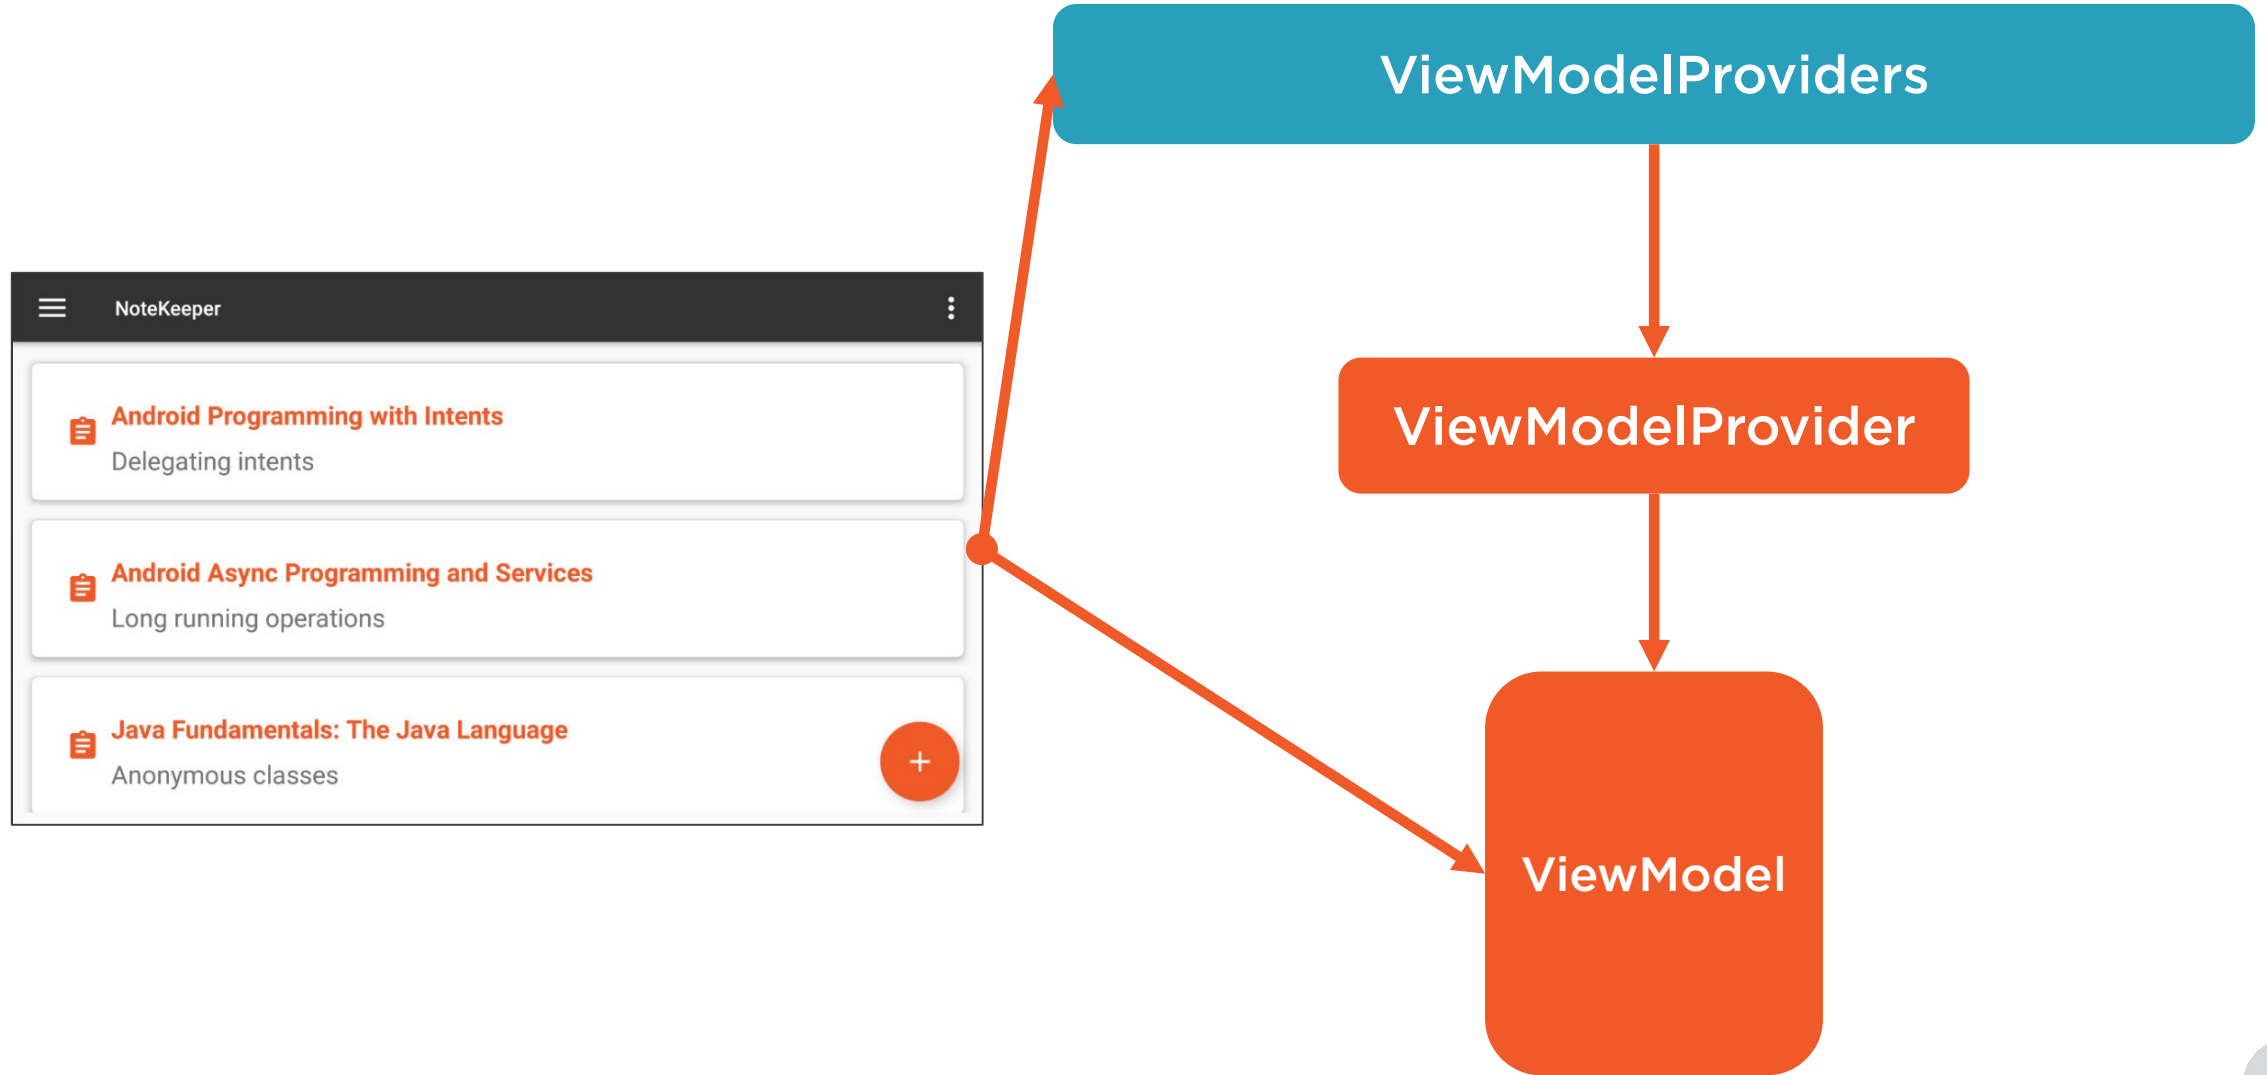 ViewModelProviders
NoteKeeper
Android Programming with Intents
Delegating intents
Android Async Programming and Services
Long running operations
Java Fundamentals: The Java Language
Anonymous classes
+
ViewModelProvider
ViewModel